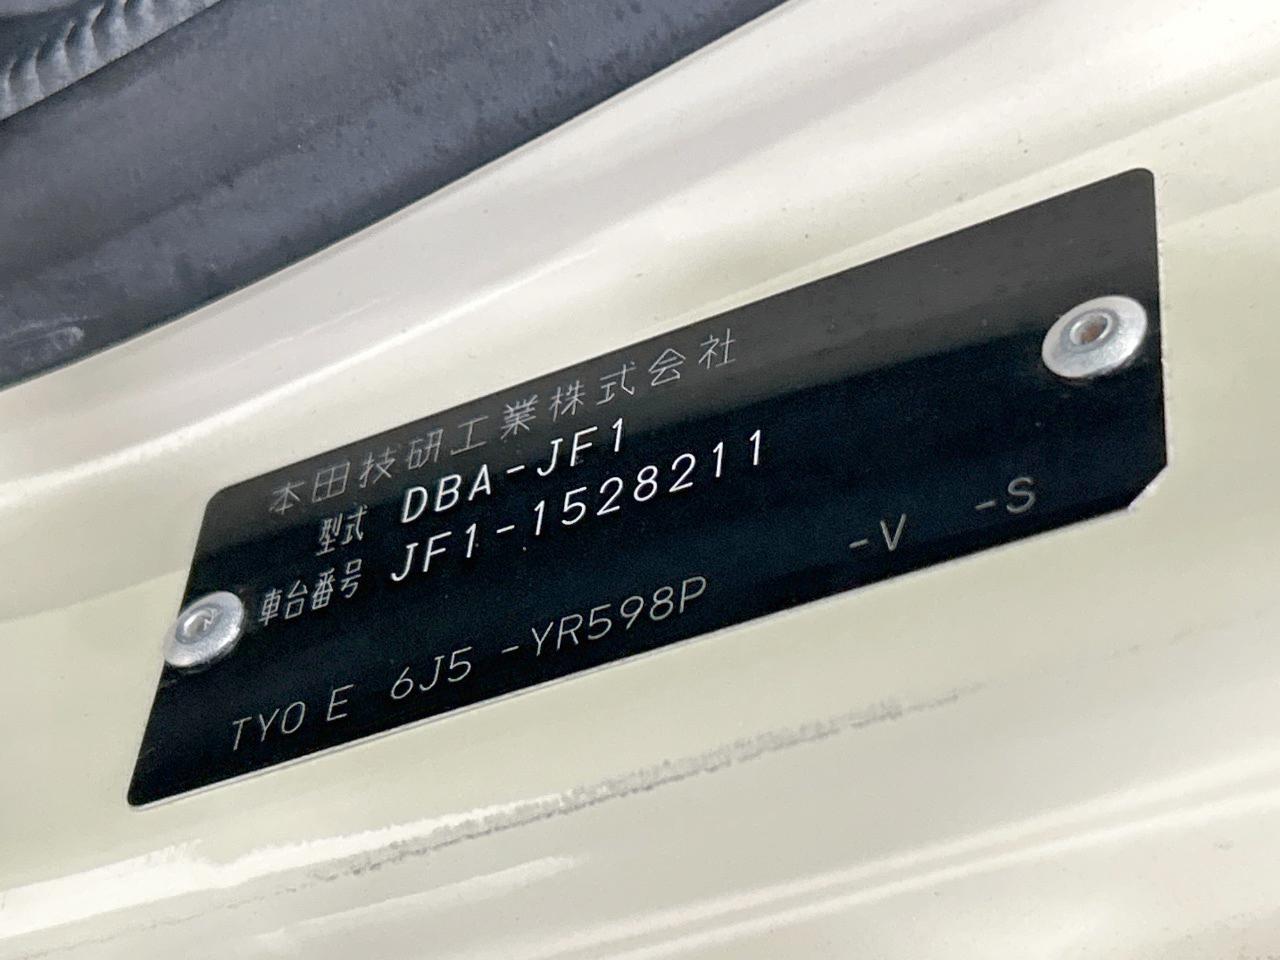 本田技研工業株式会社
型式 DBA-JF1
車台番号 JF1-1528211
TYO E 6J5 -YR598P -V -S